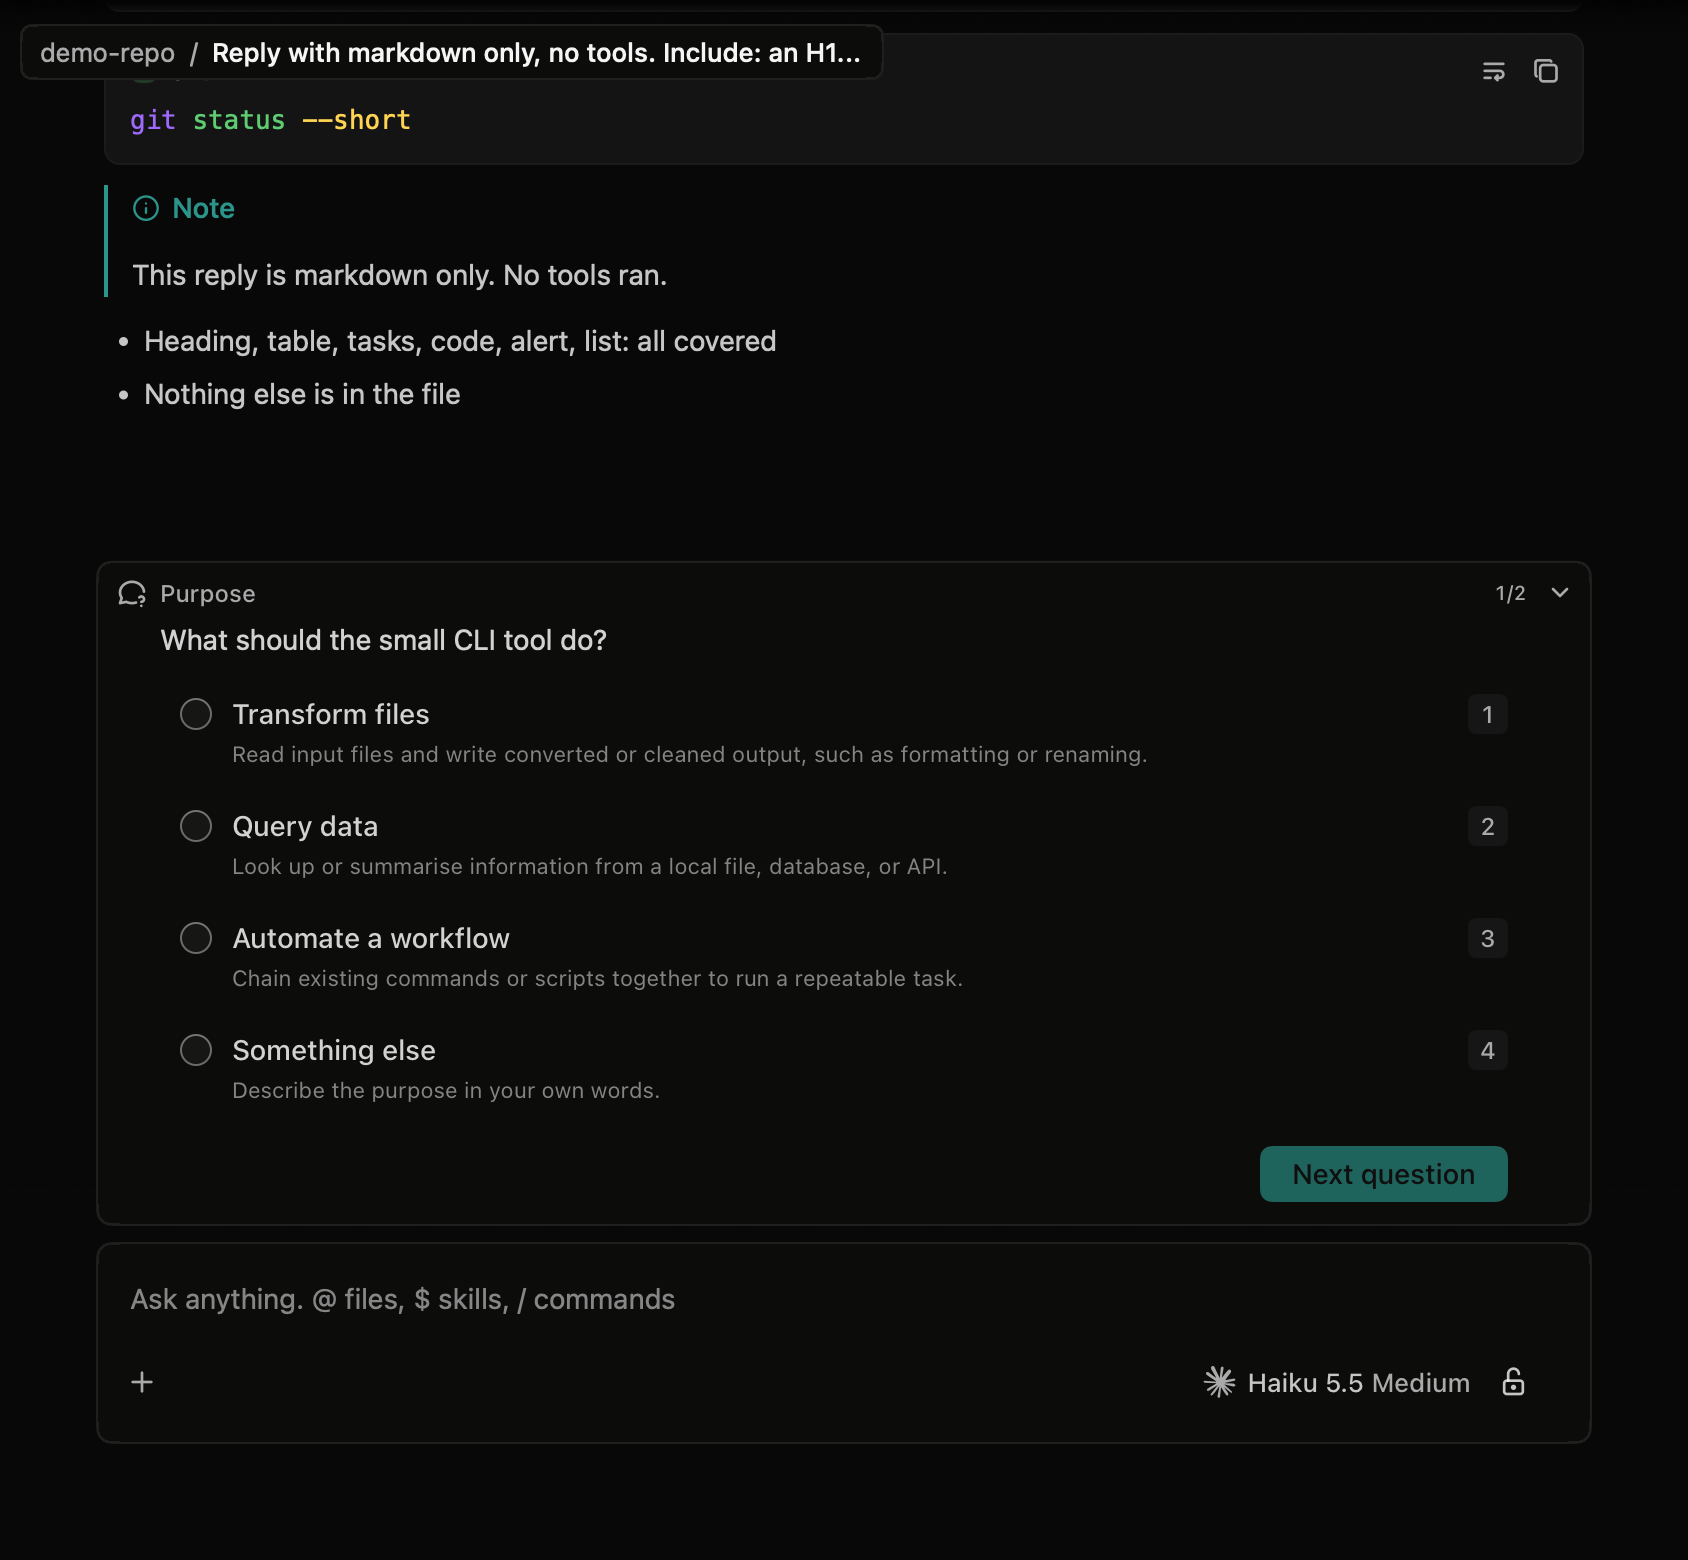 demo-repo / Reply with markdown only, no tools. Include: an H1...
git status --short
Note
This reply is markdown only. No tools ran.
• Heading, table, tasks, code, alert, list: all covered
• Nothing else is in the file
Purpose 1/2
What should the small CLI tool do?
Transform files 1
Read input files and write converted or cleaned output, such as formatting or renaming.
Query data 2
Look up or summarise information from a local file, database, or API.
Automate a workflow 3
Chain existing commands or scripts together to run a repeatable task.
Something else 4
Describe the purpose in your own words.
Next question
Ask anything. @ files, $ skills, / commands
Haiku 5.5 Medium